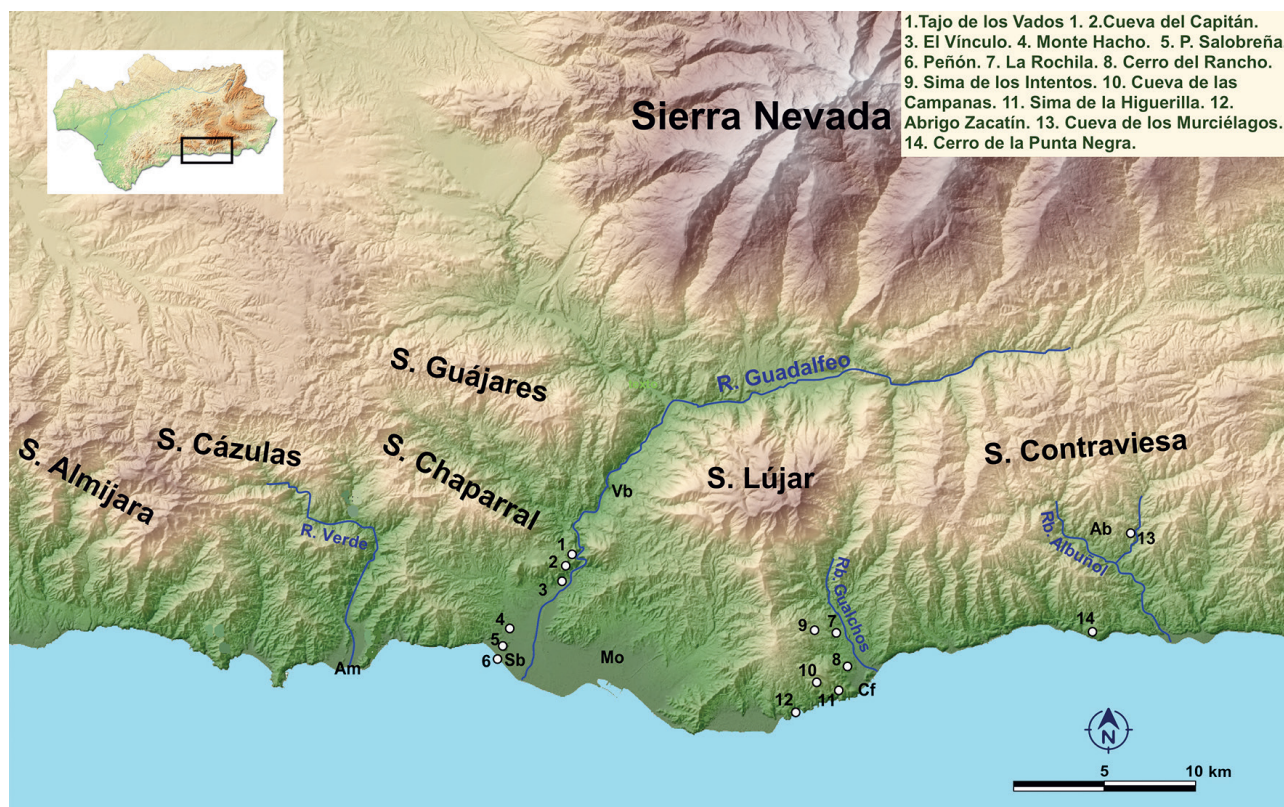 1.Tajo de los Vados 1. 2.Cueva del Capitán.
3. El Vínculo. 4. Monte Hacho. 5. P. Salobreña
6. Peñón. 7. La Rochila. 8. Cerro del Rancho.
9. Sima de los Intentos. 10. Cueva de las
Campanas. 11. Sima de la Higuerilla. 12.
Abrigo Zacatín. 13. Cueva de los Murciélagos.
14. Cerro de la Punta Negra.
Sierra Nevada
S. Guájares
R. Guadalfeo
S. Cázulas
S. Almijara
S. Chaparral
S. Lújar
S. Contraviesa
Vb
R. Verde
Rb. Albuñol
Ab
13
1
2
3
Rb. Gualchos
4
5
6
Sb
Mo
Am
9
7
8
10
11
Cf
12
14
N
5
10 km